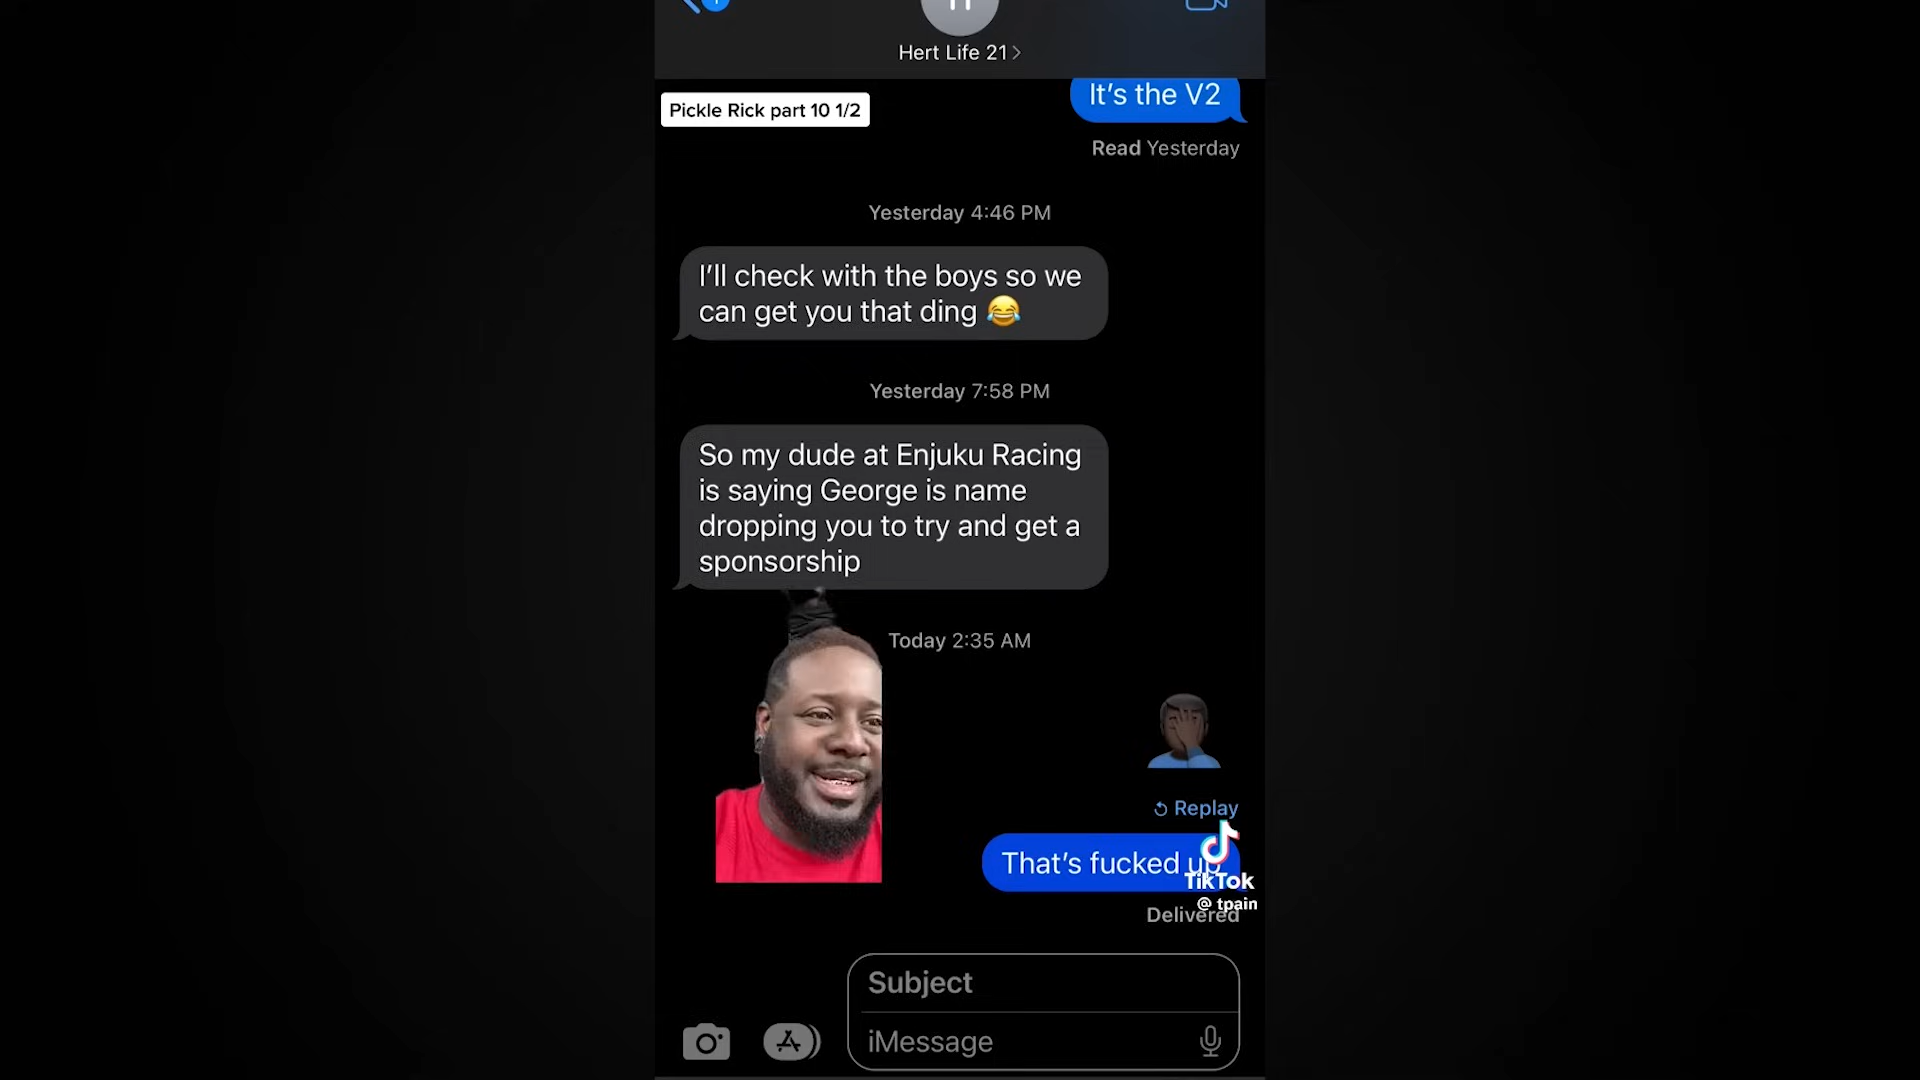 Hert Life 21
It's the V2
Pickle Rick part 10 1/2
Read Yesterday
Yesterday 4:46 PM
I'll check with the boys so we
can get you that ding 😂
Yesterday 7:58 PM
So my dude at Enjuku Racing
is saying George is name
dropping you to try and get a
sponsorship
Today 2:35 AM
Replay
That's fucked up
TikTok
@ tpain
Delivered
Subject
iMessage